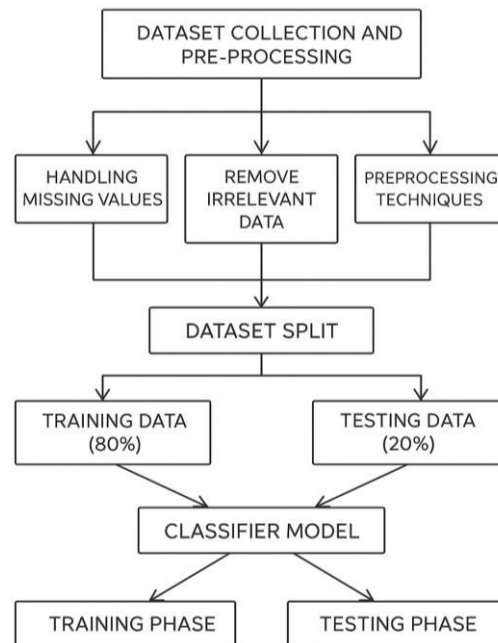 DATASET COLLECTION AND
PRE-PROCESSING
HANDLING
MISSING VALUES
REMOVE
IRRELEVANT
DATA
PREPROCESSING
TECHNIQUES
DATASET SPLIT
TRAINING DATA
(80%)
TESTING DATA
(20%)
CLASSIFIER MODEL
TRAINING PHASE
TESTING PHASE